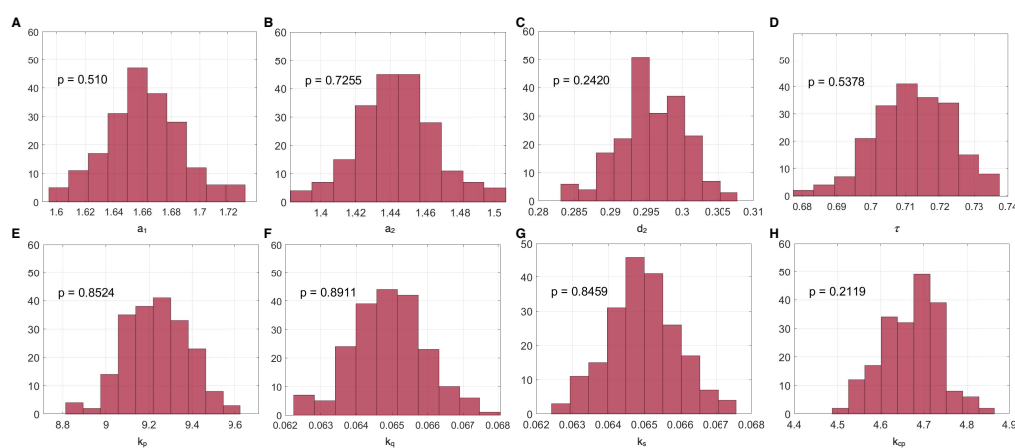 A
60
50
40
30
20
10
0
p = 0.510
1.6 1.62 1.64 1.66 1.68 1.7 1.72
a1
B
60
50
40
30
20
10
0
p = 0.7255
1.4 1.42 1.44 1.46 1.48 1.5
a2
C
60
50
40
30
20
10
0
p = 0.2420
0.28 0.285 0.29 0.295 0.3 0.305 0.31
d2
D
60
50
40
30
20
10
0
p = 0.5378
0.68 0.69 0.7 0.71 0.72 0.73 0.74
τ
E
60
50
40
30
20
10
0
p = 0.8524
8.8 9 9.2 9.4 9.6
kp
F
60
50
40
30
20
10
0
p = 0.8911
0.062 0.063 0.064 0.065 0.066 0.067 0.068
kq
G
50
40
30
20
10
0
p = 0.8459
0.062 0.063 0.064 0.065 0.066 0.067 0.068
ks
H
60
50
40
30
20
10
0
p = 0.2119
4.4 4.5 4.6 4.7 4.8 4.9
kcp